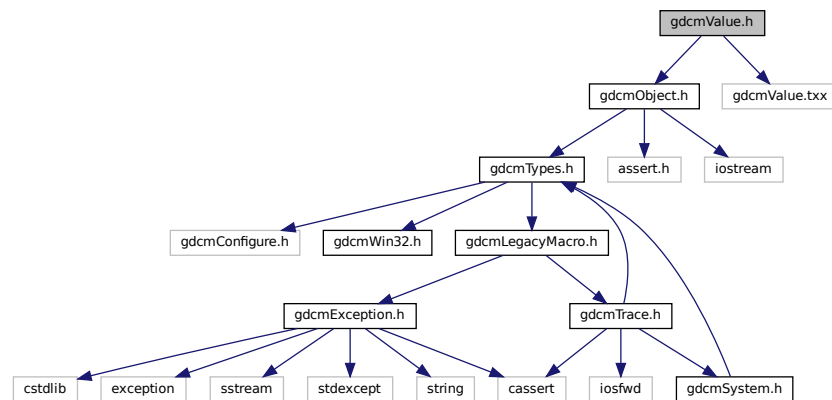 gdcmValue.h
gdcmObject.h
gdcmValue.txx
gdcmTypes.h
assert.h
iostream
gdcmConfigure.h
gdcmWin32.h
gdcmLegacyMacro.h
gdcmException.h
gdcmTrace.h
cstdlib
exception
sstream
stdexcept
string
cassert
iosfwd
gdcmSystem.h